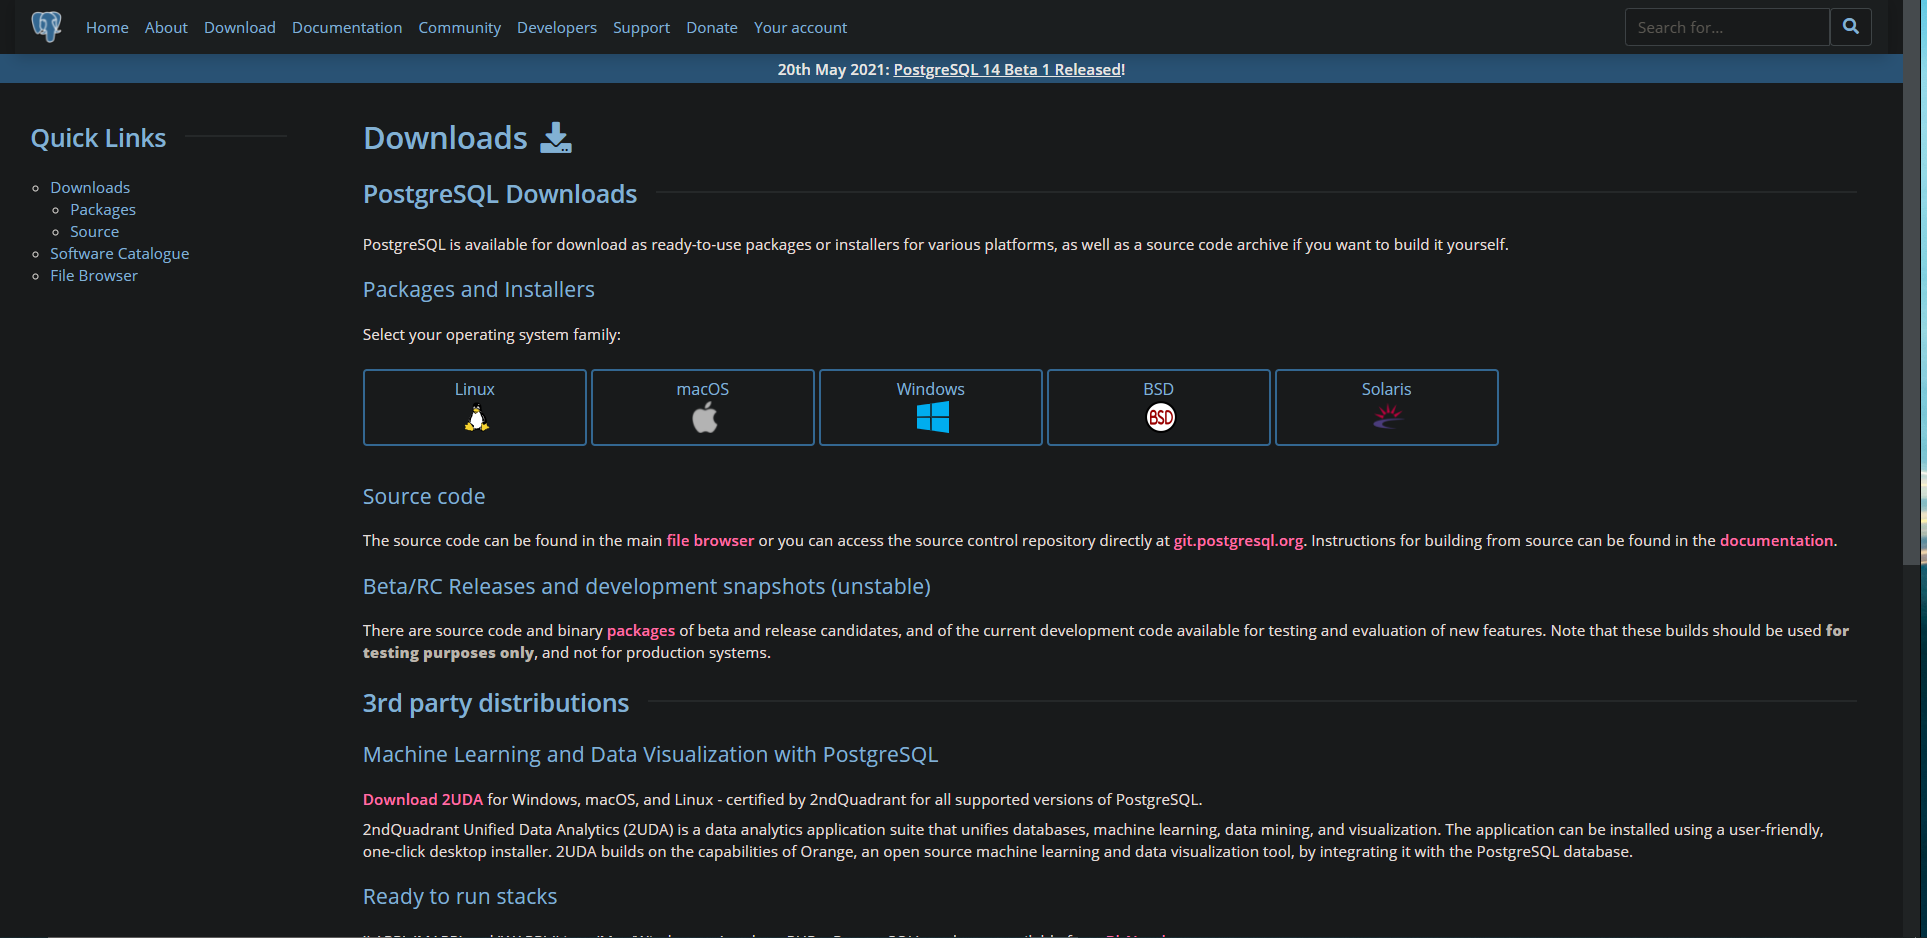 Home About Download Documentation Community Developers Support Donate Your account Search for...
20th May 2021: PostgreSQL 14 Beta 1 Released!
Quick Links
Downloads
Packages
Source
Software Catalogue
File Browser
Downloads
PostgreSQL Downloads
PostgreSQL is available for download as ready-to-use packages or installers for various platforms, as well as a source code archive if you want to build it yourself.
Packages and Installers
Select your operating system family:
Linux macOS Windows BSD Solaris
BSD
Source code
The source code can be found in the main file browser or you can access the source control repository directly at git.postgresql.org. Instructions for building from source can be found in the documentation.
Beta/RC Releases and development snapshots (unstable)
There are source code and binary packages of beta and release candidates, and of the current development code available for testing and evaluation of new features. Note that these builds should be used for
testing purposes only, and not for production systems.
3rd party distributions
Machine Learning and Data Visualization with PostgreSQL
Download 2UDA for Windows, macOS, and Linux - certified by 2ndQuadrant for all supported versions of PostgreSQL.
2ndQuadrant Unified Data Analytics (2UDA) is a data analytics application suite that unifies databases, machine learning, data mining, and visualization. The application can be installed using a user-friendly,
one-click desktop installer. 2UDA builds on the capabilities of Orange, an open source machine learning and data visualization tool, by integrating it with the PostgreSQL database.
Ready to run stacks